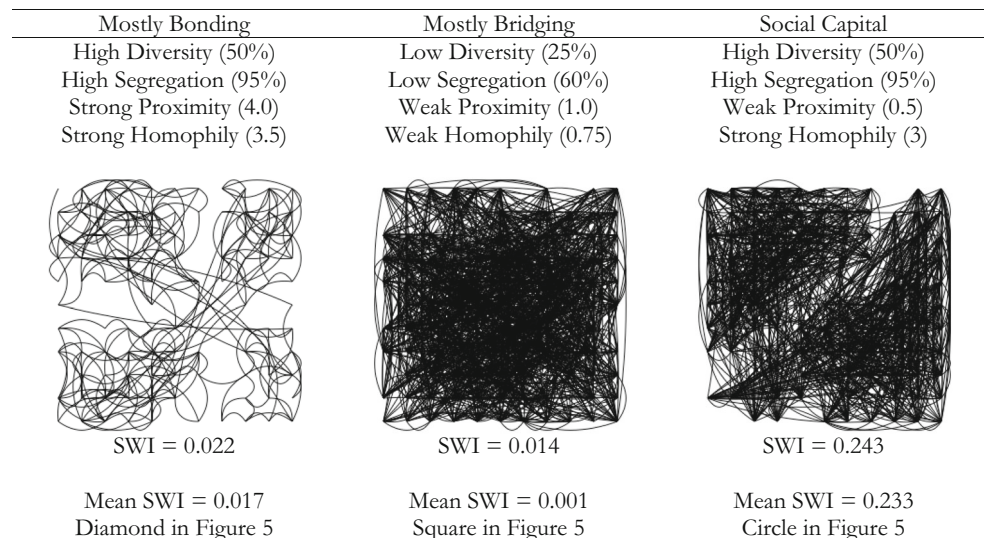 Mostly Bonding Mostly Bridging Social Capital
High Diversity (50%) Low Diversity (25%) High Diversity (50%)
High Segregation (95%) Low Segregation (60%) High Segregation (95%)
Strong Proximity (4.0) Weak Proximity (1.0) Weak Proximity (0.5)
Strong Homophily (3.5) Weak Homophily (0.75) Strong Homophily (3)
SWI = 0.022 SWI = 0.014 SWI = 0.243
Mean SWI = 0.017 Mean SWI = 0.001 Mean SWI = 0.233
Diamond in Figure 5 Square in Figure 5 Circle in Figure 5